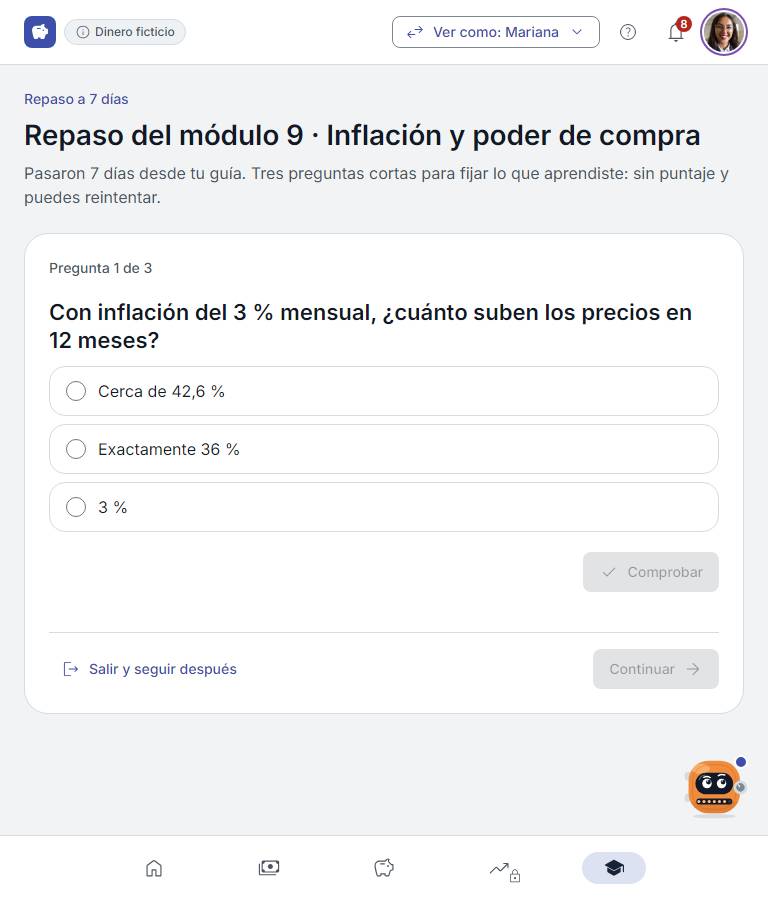 Dinero ficticio
Ver como: Mariana
8
Repaso a 7 días
Repaso del módulo 9 · Inflación y poder de compra
Pasaron 7 días desde tu guía. Tres preguntas cortas para fijar lo que aprendiste: sin puntaje y
puedes reintentar.
Pregunta 1 de 3
Con inflación del 3 % mensual, ¿cuánto suben los precios en
12 meses?
Cerca de 42,6 %
Exactamente 36 %
3 %
Comprobar
Salir y seguir después
Continuar